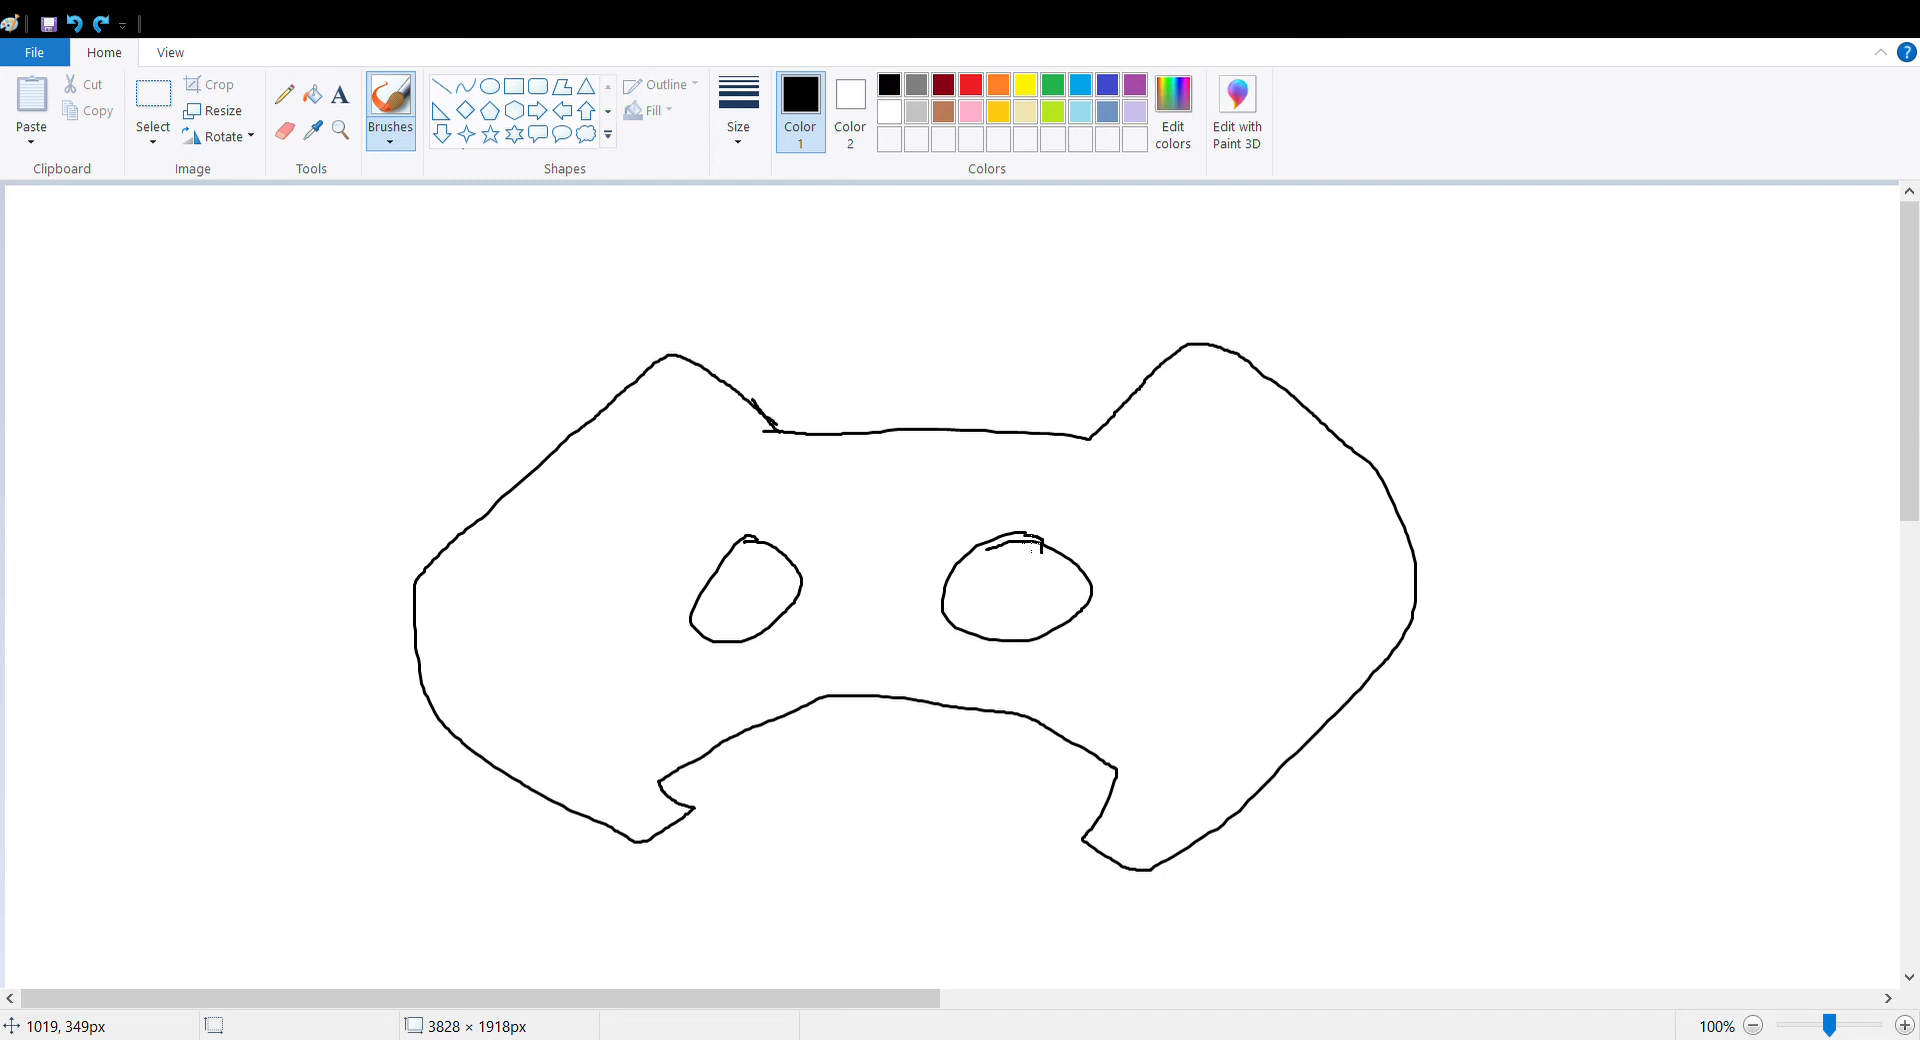 File Home View
Paste
Cut
Copy
Clipboard
Select
Crop
Resize
Rotate
Image
A
Tools
Brushes
Outline
Fill
Shapes
Size
Color 1
Color 2
Edit colors
Colors
Edit with Paint 3D
?
1019, 349px
3828 × 1918px
100%